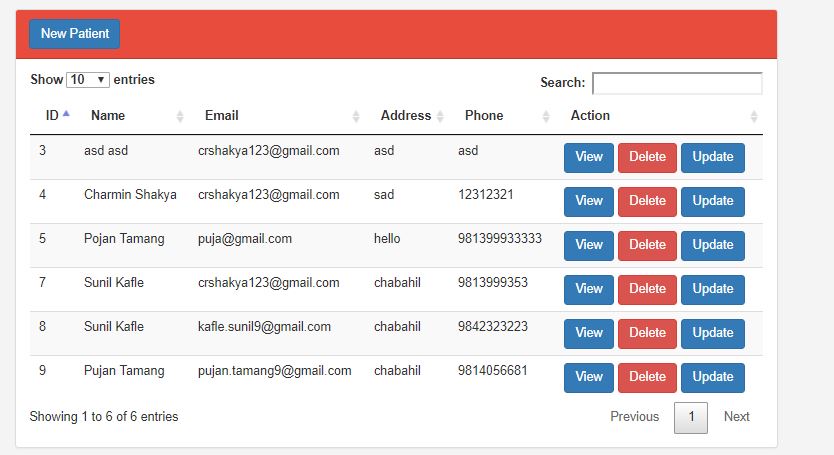 New Patient
Show 10 entries Search:
ID Name Email Address Phone Action
3 asd asd crshakya123@gmail.com asd asd View Delete Update
4 Charmin Shakya crshakya123@gmail.com sad 12312321 View Delete Update
5 Pojan Tamang puja@gmail.com hello 981399933333 View Delete Update
7 Sunil Kafle crshakya123@gmail.com chabahil 9813999353 View Delete Update
8 Sunil Kafle kafle.sunil9@gmail.com chabahil 9842323223 View Delete Update
9 Pujan Tamang pujan.tamang9@gmail.com chabahil 9814056681 View Delete Update
Showing 1 to 6 of 6 entries Previous 1 Next